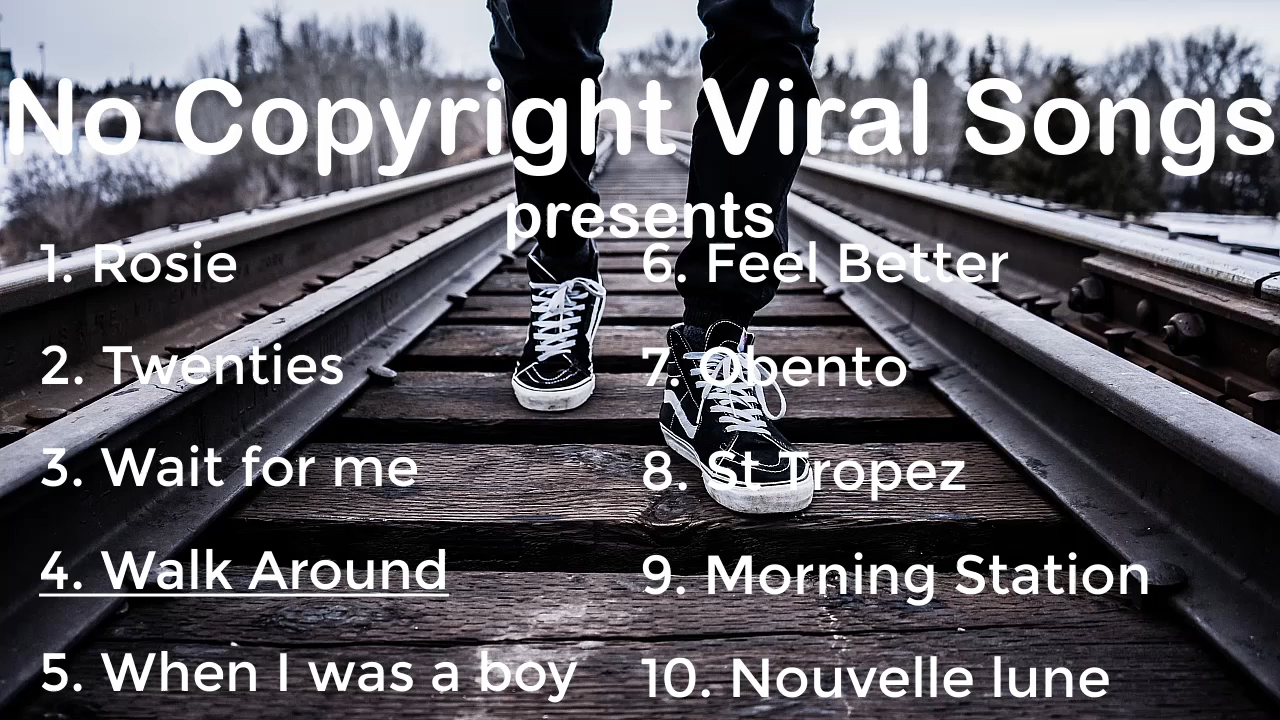 No Copyright Viral Songs
presents
1. Rosie
2. Twenties
3. Wait for me
4. Walk Around
5. When I was a boy
6. Feel Better
7. Obento
8. St Tropez
9. Morning Station
10. Nouvelle lune